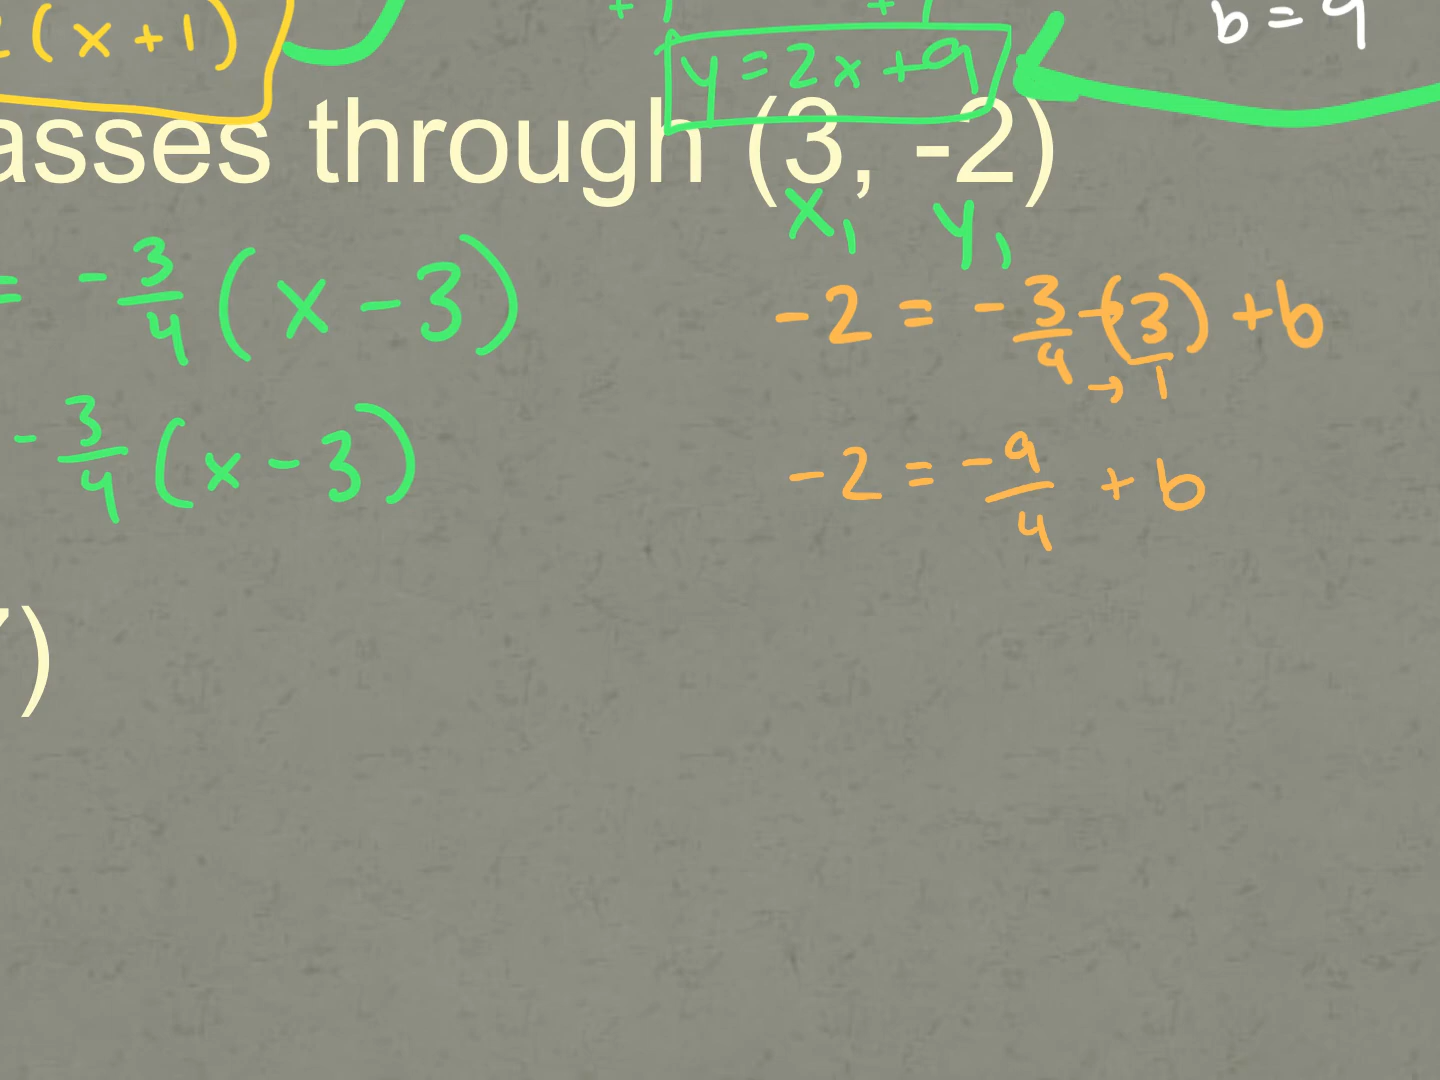 (x+1)
y=2x+9
b=9
asses through (3, -2)
x₁ y₁
= -3/4(x-3)
-2 = -3/4→(3/1)+b
→
-3/4(x-3)
-2 = -9/4 + b
)